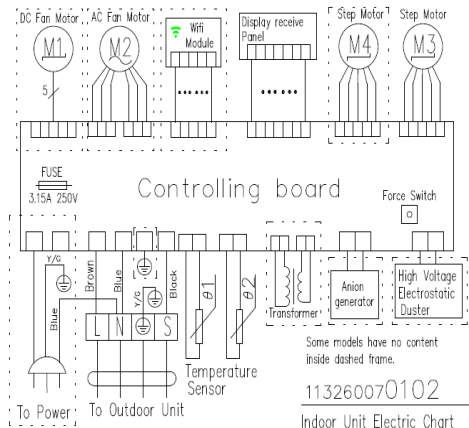 DC Fan Motor
AC Fan Motor
Wifi
Module
Display receive
Panel
Step Motor
Step Motor
M1
M2
M4
M3
5
FUSE
3.15A 250V
Controlling board
Force Switch
Y/G
Blue
Brown
Blue
Y/G
Black
θ1
θ2
L N S
Transformer
Anion
generator
High Voltage
Electrostatic
Duster
Temperature
Sensor
Some models have no content
inside dashed frame.
To Power
To Outdoor Unit
113260070102
Indoor Unit Electric Chart